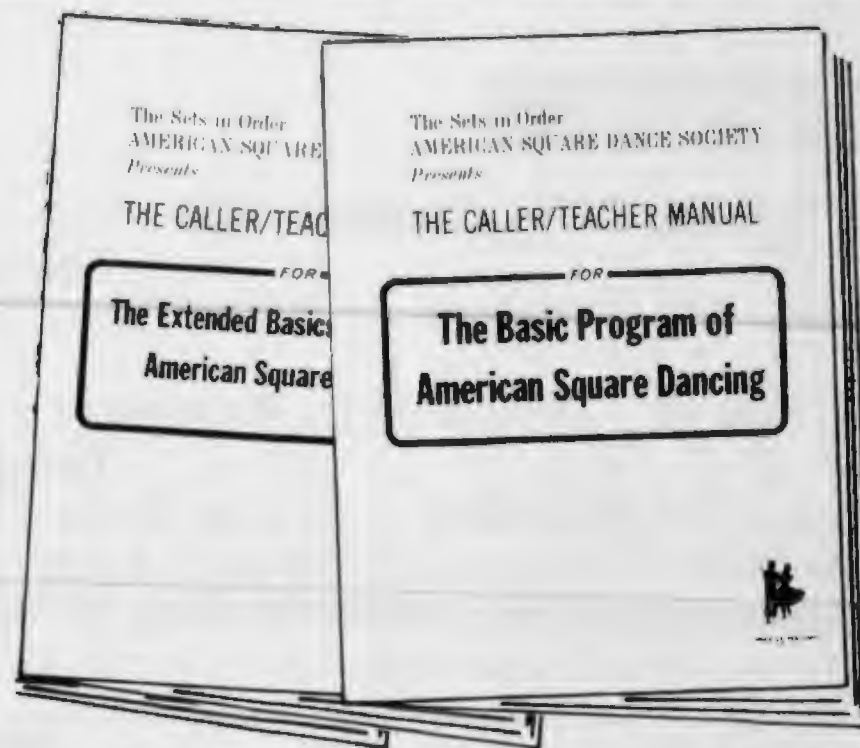 The Sets in Order
AMERICAN SQUARE
Presents
THE CALLER/TEAC
FOR
The Extended Basics
American Square
The Sets in Order
AMERICAN SQUARE DANCE SOCIETY
Presents
THE CALLER/TEACHER MANUAL
FOR
The Basic Program of
American Square Dancing